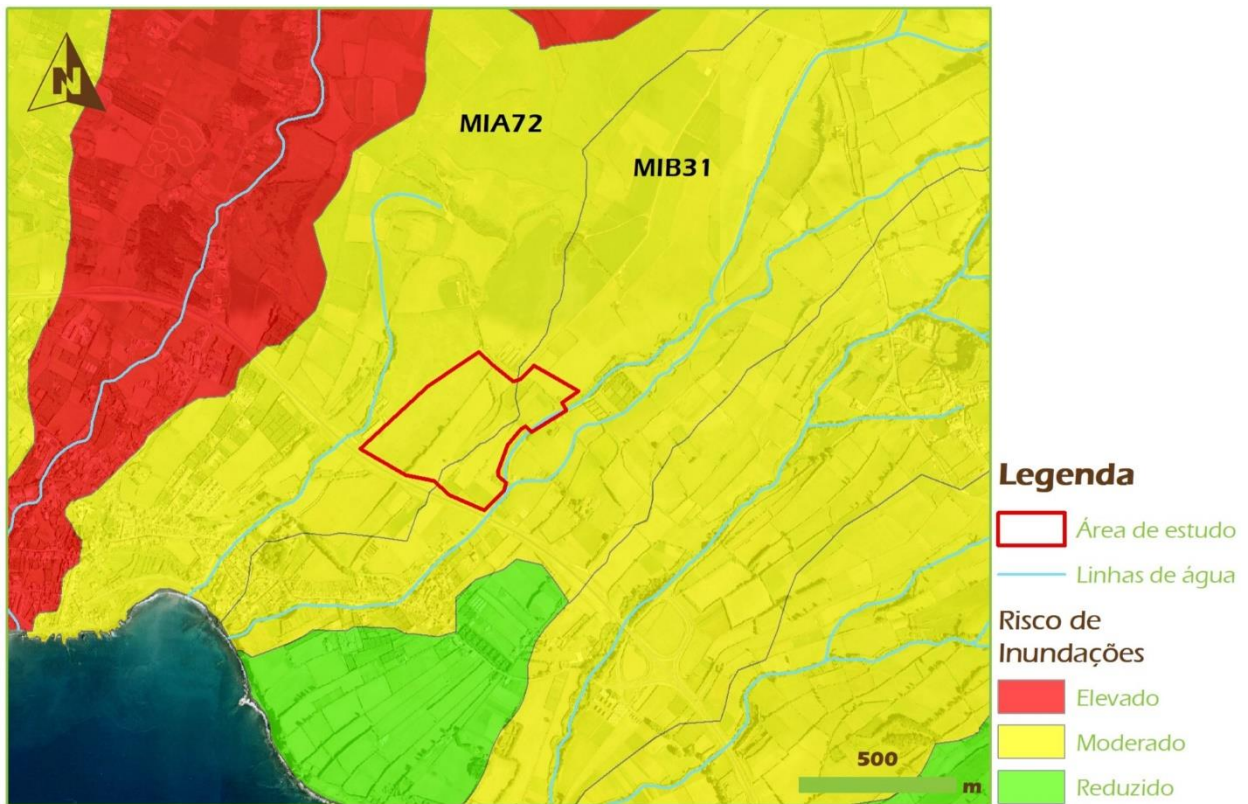 N
MIA72
MIB31
500
m
Legenda
Área de estudo
Linhas de água
Risco de
Inundações
Elevado
Moderado
Reduzido